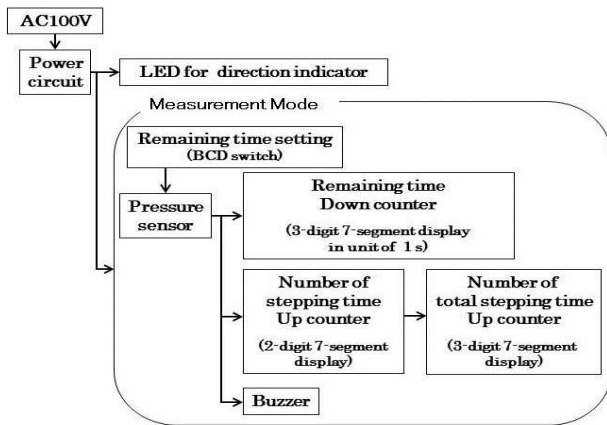 AC100V
Power
circuit
LED for direction indicator
Measurement Mode
Remaining time setting
(BCD switch)
Pressure
sensor
Remaining time
Down counter
(3-digit 7-segment display
in unit of 1 s)
Number of
stepping time
Up counter
(2-digit 7-segment
display)
Number of
total stepping time
Up counter
(3-digit 7-segment
display)
Buzzer